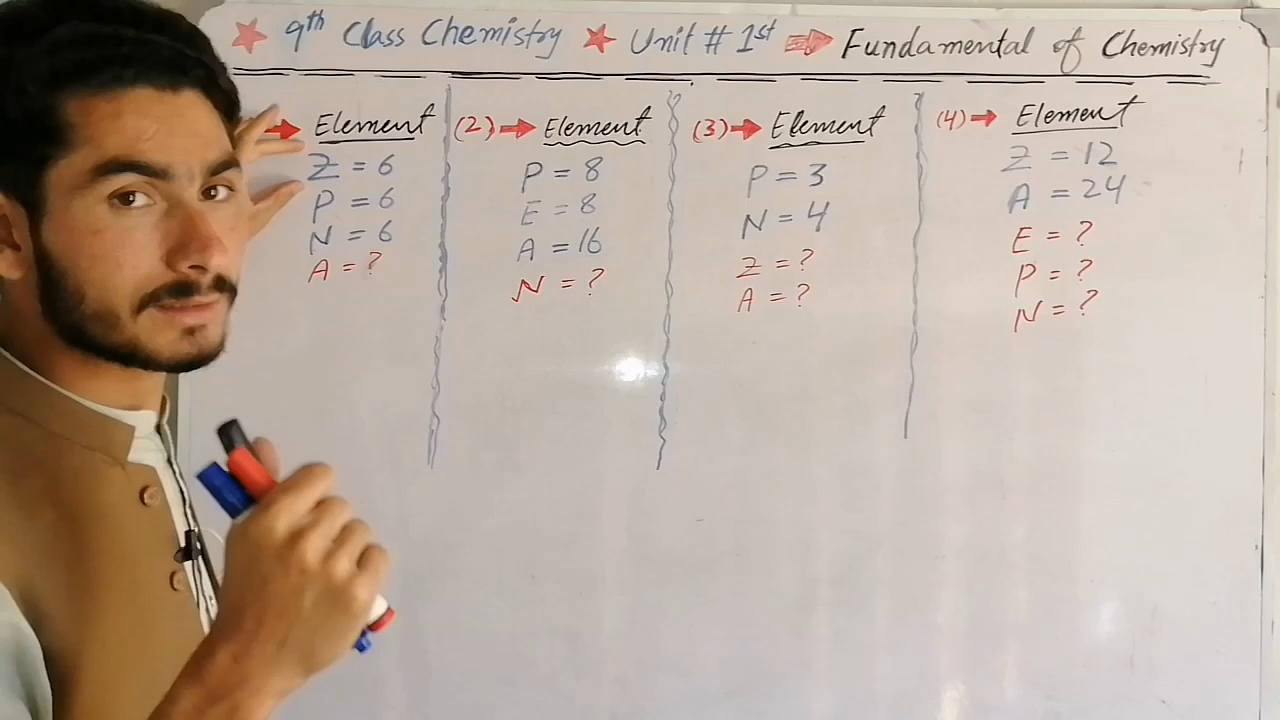 9th Class Chemistry Unit # 1st Fundamental of Chemistry
Element
Z = 6
P = 6
N = 6
A = ?
(2) Element
P = 8
E = 8
A = 16
N = ?
(3) Element
P = 3
N = 4
Z = ?
A = ?
(4) Element
Z = 12
A = 24
E = ?
P = ?
N = ?